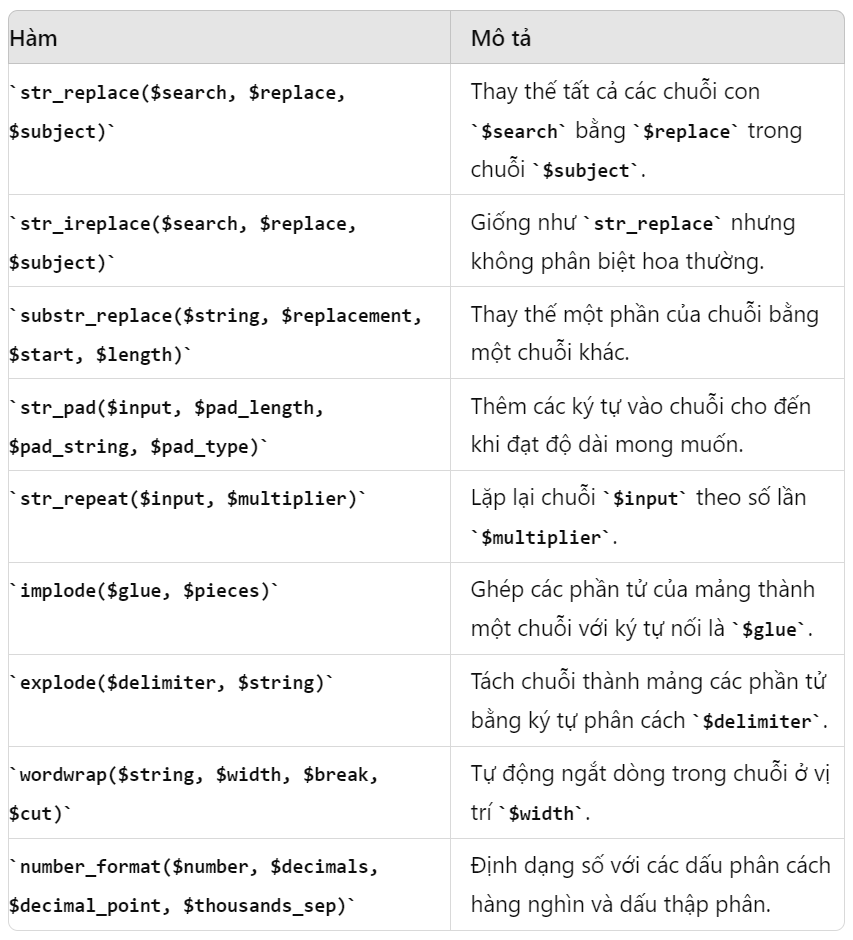 Hàm
Mô tả
`str_replace($search, $replace,
$subject)`
Thay thế tất cả các chuỗi con
`$search` bằng `$replace` trong
chuỗi `$subject`.
`str_ireplace($search, $replace,
$subject)`
Giống như `str_replace` nhưng
không phân biệt hoa thường.
`substr_replace($string, $replacement,
$start, $length)`
Thay thế một phần của chuỗi bằng
một chuỗi khác.
`str_pad($input, $pad_length,
$pad_string, $pad_type)`
Thêm các ký tự vào chuỗi cho đến
khi đạt độ dài mong muốn.
`str_repeat($input, $multiplier)`
Lặp lại chuỗi `$input` theo số lần
`$multiplier`.
`implode($glue, $pieces)`
Ghép các phần tử của mảng thành
một chuỗi với ký tự nối là `$glue`.
`explode($delimiter, $string)`
Tách chuỗi thành mảng các phần tử
bằng ký tự phân cách `$delimiter`.
`wordwrap($string, $width, $break,
$cut)`
Tự động ngắt dòng trong chuỗi ở vị
trí `$width`.
`number_format($number, $decimals,
$decimal_point, $thousands_sep)`
Định dạng số với các dấu phân cách
hàng nghìn và dấu thập phân.